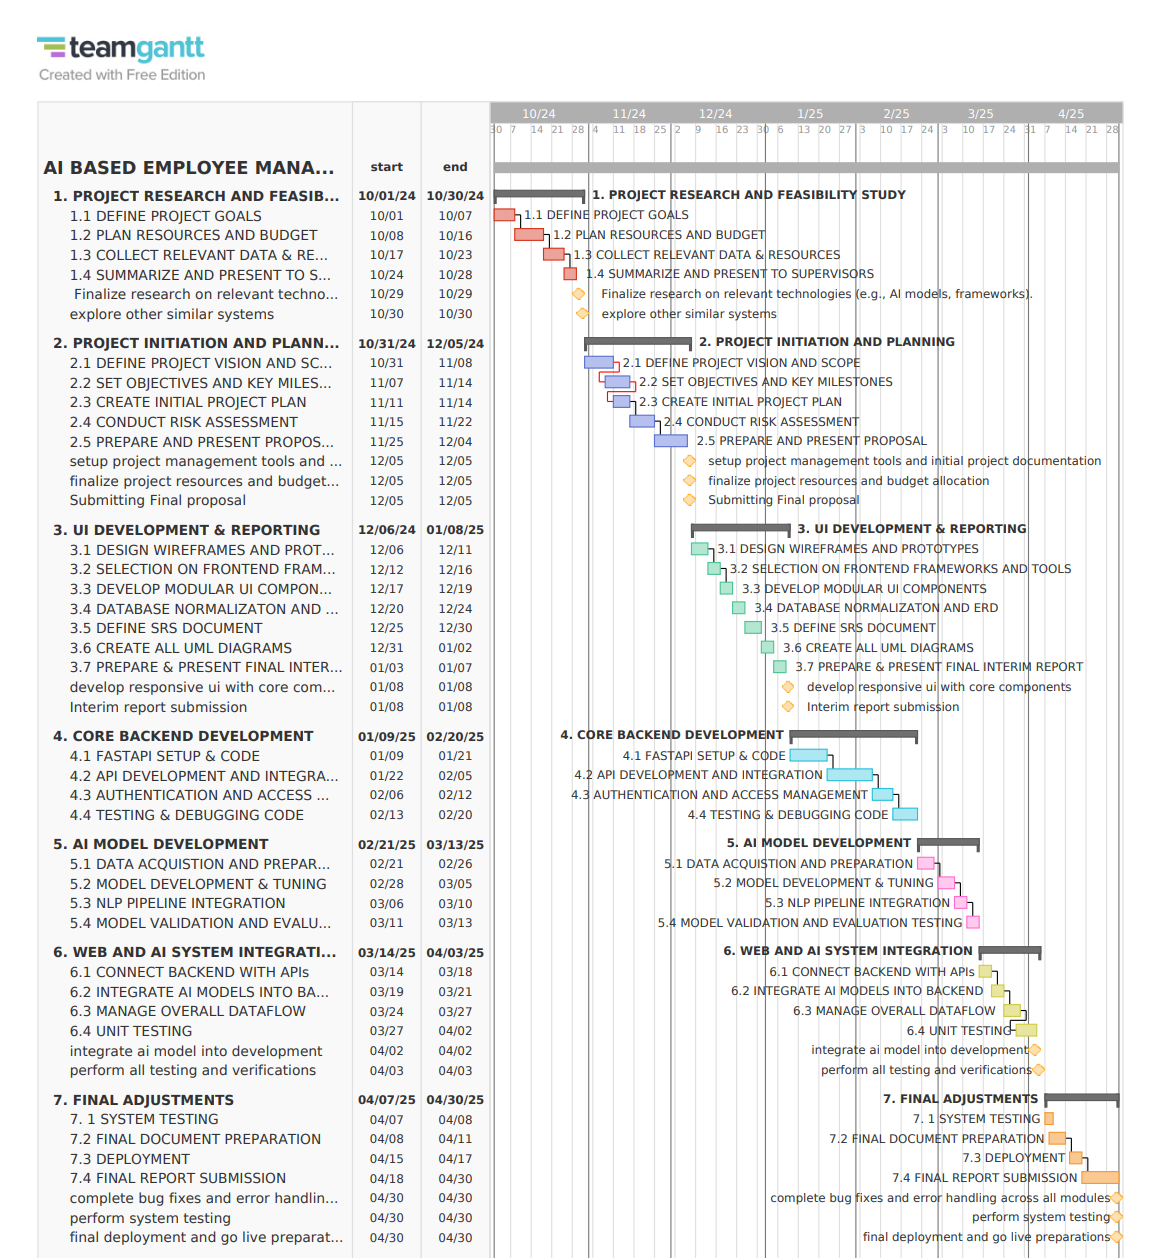 teamgantt
Created with Free Edition
10/24 11/24 12/24 1/25 2/25 3/25 4/25
30 7 14 21 28 4 11 18 25 2 9 16 23 30 6 13 20 27 3 10 17 24 3 10 17 24 31 7 14 21 28
AI BASED EMPLOYEE MANA... start end
1. PROJECT RESEARCH AND FEASIB... 10/01/24 10/30/24 1. PROJECT RESEARCH AND FEASIBILITY STUDY
1.1 DEFINE PROJECT GOALS 10/01 10/07 1.1 DEFINE PROJECT GOALS
1.2 PLAN RESOURCES AND BUDGET 10/08 10/16 1.2 PLAN RESOURCES AND BUDGET
1.3 COLLECT RELEVANT DATA & RE... 10/17 10/23 1.3 COLLECT RELEVANT DATA & RESOURCES
1.4 SUMMARIZE AND PRESENT TO S... 10/24 10/28 1.4 SUMMARIZE AND PRESENT TO SUPERVISORS
Finalize research on relevant techno... 10/29 10/29 Finalize research on relevant technologies (e.g., AI models, frameworks).
explore other similar systems 10/30 10/30 explore other similar systems
2. PROJECT INITIATION AND PLANN... 10/31/24 12/05/24 2. PROJECT INITIATION AND PLANNING
2.1 DEFINE PROJECT VISION AND SC... 10/31 11/08 2.1 DEFINE PROJECT VISION AND SCOPE
2.2 SET OBJECTIVES AND KEY MILES... 11/07 11/14 2.2 SET OBJECTIVES AND KEY MILESTONES
2.3 CREATE INITIAL PROJECT PLAN 11/11 11/14 2.3 CREATE INITIAL PROJECT PLAN
2.4 CONDUCT RISK ASSESSMENT 11/15 11/22 2.4 CONDUCT RISK ASSESSMENT
2.5 PREPARE AND PRESENT PROPOS... 11/25 12/04 2.5 PREPARE AND PRESENT PROPOSAL
setup project management tools and ... 12/05 12/05 setup project management tools and initial project documentation
finalize project resources and budget... 12/05 12/05 finalize project resources and budget allocation
Submitting Final proposal 12/05 12/05 Submitting Final proposal
3. UI DEVELOPMENT & REPORTING 12/06/24 01/08/25 3. UI DEVELOPMENT & REPORTING
3.1 DESIGN WIREFRAMES AND PROT... 12/06 12/11 3.1 DESIGN WIREFRAMES AND PROTOTYPES
3.2 SELECTION ON FRONTEND FRAM... 12/12 12/16 3.2 SELECTION ON FRONTEND FRAMEWORKS AND TOOLS
3.3 DEVELOP MODULAR UI COMPON... 12/17 12/19 3.3 DEVELOP MODULAR UI COMPONENTS
3.4 DATABASE NORMALIZATON AND ... 12/20 12/24 3.4 DATABASE NORMALIZATON AND ERD
3.5 DEFINE SRS DOCUMENT 12/25 12/30 3.5 DEFINE SRS DOCUMENT
3.6 CREATE ALL UML DIAGRAMS 12/31 01/02 3.6 CREATE ALL UML DIAGRAMS
3.7 PREPARE & PRESENT FINAL INTER... 01/03 01/07 3.7 PREPARE & PRESENT FINAL INTERIM REPORT
develop responsive ui with core com... 01/08 01/08 develop responsive ui with core components
Interim report submission 01/08 01/08 Interim report submission
4. CORE BACKEND DEVELOPMENT 01/09/25 02/20/25 4. CORE BACKEND DEVELOPMENT
4.1 FASTAPI SETUP & CODE 01/09 01/21 4.1 FASTAPI SETUP & CODE
4.2 API DEVELOPMENT AND INTEGRA... 01/22 02/05 4.2 API DEVELOPMENT AND INTEGRATION
4.3 AUTHENTICATION AND ACCESS ... 02/06 02/12 4.3 AUTHENTICATION AND ACCESS MANAGEMENT
4.4 TESTING & DEBUGGING CODE 02/13 02/20 4.4 TESTING & DEBUGGING CODE
5. AI MODEL DEVELOPMENT 02/21/25 03/13/25 5. AI MODEL DEVELOPMENT
5.1 DATA ACQUISTION AND PREPAR... 02/21 02/26 5.1 DATA ACQUISTION AND PREPARATION
5.2 MODEL DEVELOPMENT & TUNING 02/28 03/05 5.2 MODEL DEVELOPMENT & TUNING
5.3 NLP PIPELINE INTEGRATION 03/06 03/10 5.3 NLP PIPELINE INTEGRATION
5.4 MODEL VALIDATION AND EVALU... 03/11 03/13 5.4 MODEL VALIDATION AND EVALUATION TESTING
6. WEB AND AI SYSTEM INTEGRATI... 03/14/25 04/03/25 6. WEB AND AI SYSTEM INTEGRATION
6.1 CONNECT BACKEND WITH APIs 03/14 03/18 6.1 CONNECT BACKEND WITH APIs
6.2 INTEGRATE AI MODELS INTO BA... 03/19 03/21 6.2 INTEGRATE AI MODELS INTO BACKEND
6.3 MANAGE OVERALL DATAFLOW 03/24 03/27 6.3 MANAGE OVERALL DATAFLOW
6.4 UNIT TESTING 03/27 04/02 6.4 UNIT TESTING
integrate ai model into development 04/02 04/02 integrate ai model into development
perform all testing and verifications 04/03 04/03 perform all testing and verifications
7. FINAL ADJUSTMENTS 04/07/25 04/30/25 7. FINAL ADJUSTMENTS
7. 1 SYSTEM TESTING 04/07 04/08 7. 1 SYSTEM TESTING
7.2 FINAL DOCUMENT PREPARATION 04/08 04/11 7.2 FINAL DOCUMENT PREPARATION
7.3 DEPLOYMENT 04/15 04/17 7.3 DEPLOYMENT
7.4 FINAL REPORT SUBMISSION 04/18 04/30 7.4 FINAL REPORT SUBMISSION
complete bug fixes and error handlin... 04/30 04/30 complete bug fixes and error handling across all modules
perform system testing 04/30 04/30 perform system testing
final deployment and go live preparat... 04/30 04/30 final deployment and go live preparations